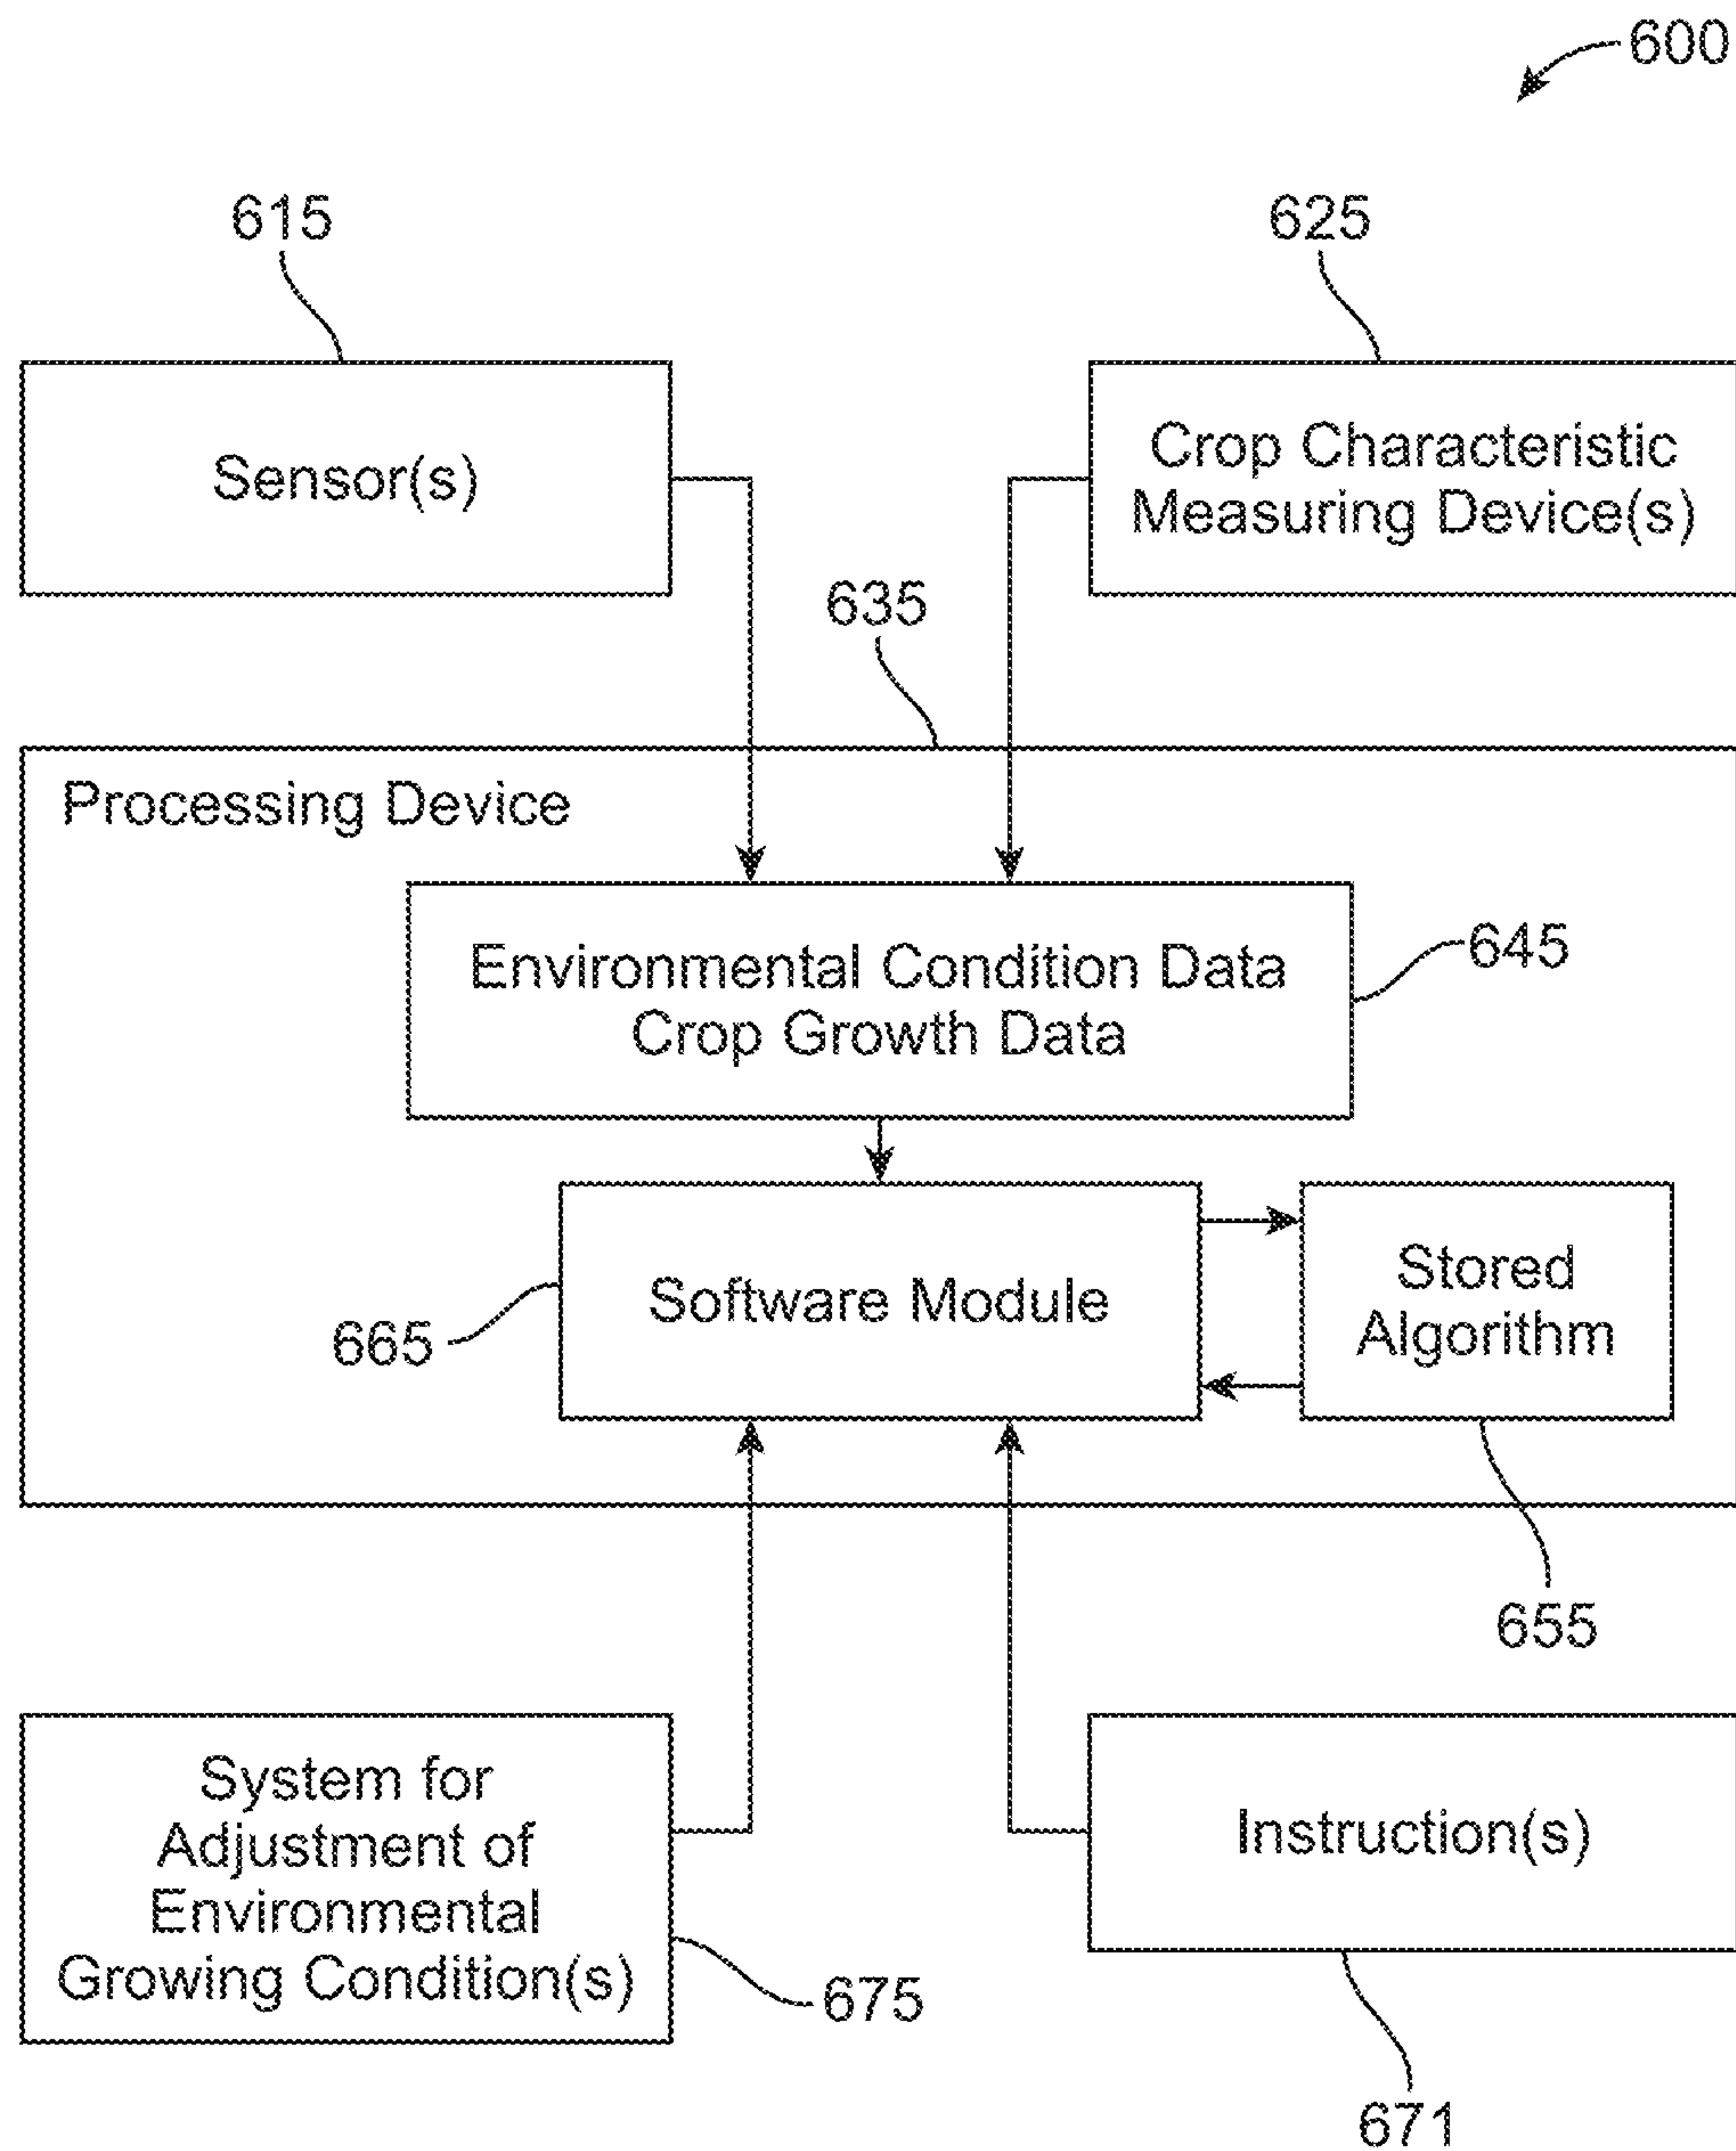 600
615
625
Sensor(s)
Crop Characteristic
Measuring Device(s)
635
Processing Device
Environmental Condition Data
Crop Growth Data
645
Software Module
Stored
Algorithm
665
655
System for
Adjustment of
Environmental
Growing Condition(s)
Instruction(s)
675
671